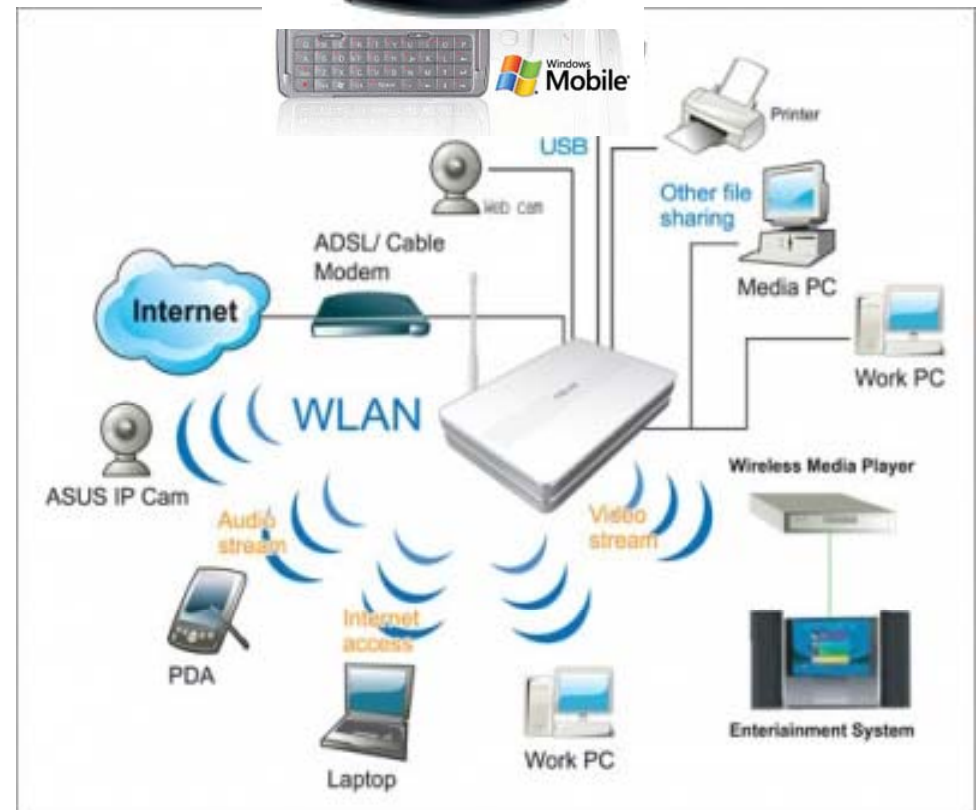 Windows
Mobile
USB
Printer
Web cam
Other file
sharing
ADSL/ Cable
Modem
Media PC
Internet
Work PC
WLAN
ASUS IP Cam
Wireless Media Player
Audio
stream
Video
stream
Internet
access
PDA
Laptop
Work PC
Enteriainment System